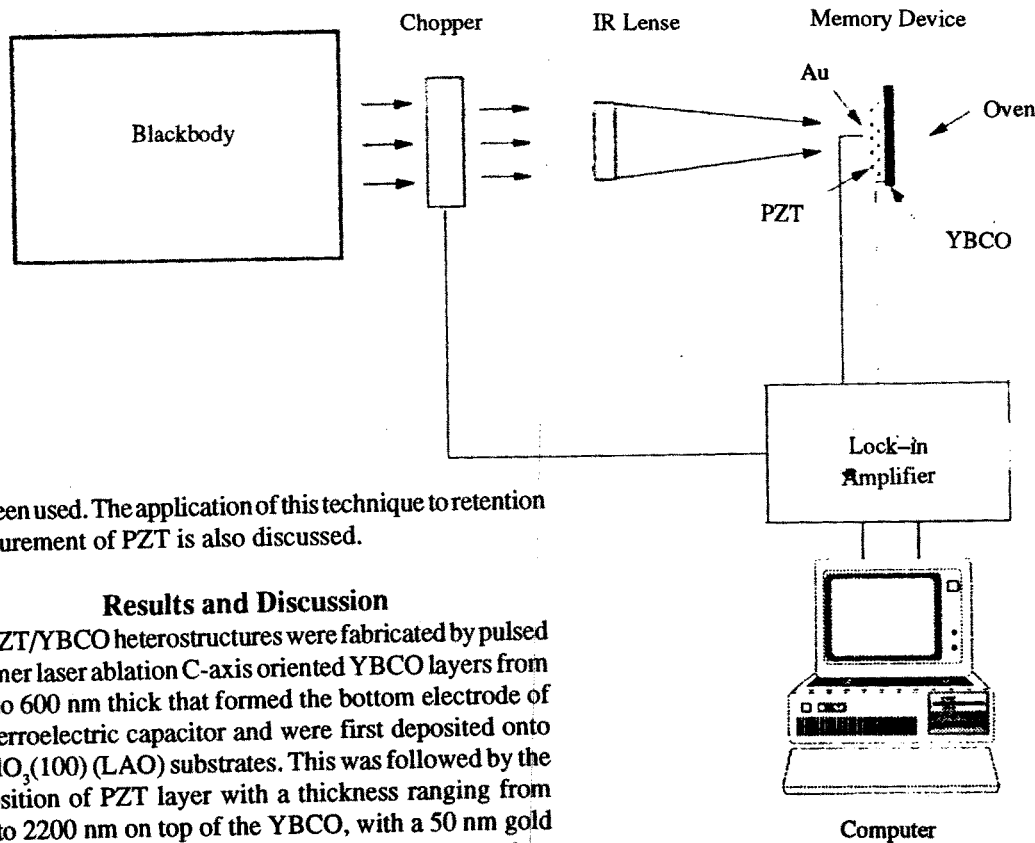 Chopper
IR Lense
Memory Device
Au
Oven
Blackbody
PZT
YBCO
Lock-in
Amplifier
een used. The application of this technique to retention
urement of PZT is also discussed.
Results and Discussion
ZT/YBCO heterostructures were fabricated by pulsed
ner laser ablation C-axis oriented YBCO layers from
o 600 nm thick that formed the bottom electrode of
erroelectric capacitor and were first deposited onto
lO₃(100) (LAO) substrates. This was followed by the
sition of PZT layer with a thickness ranging from
to 2200 nm on top of the YBCO, with a 50 nm gold
Computer